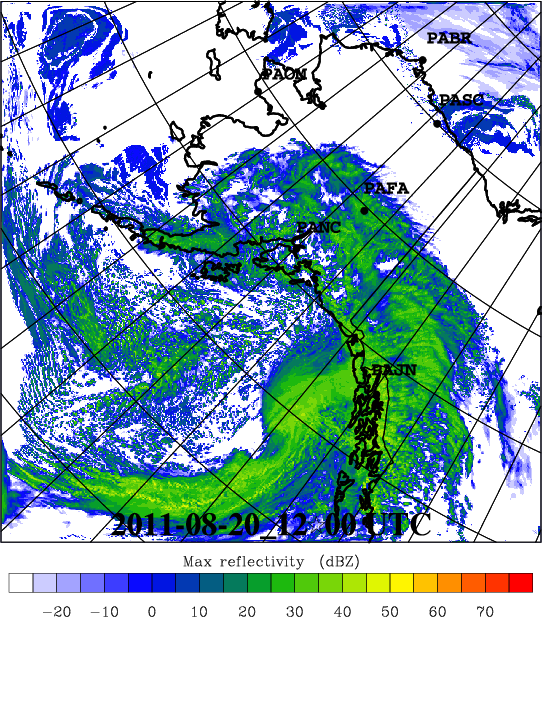 PABR
PAOM
PASC
PAFA
PANC
PAJN
2011-08-20_12 00 UTC
Max reflectivity (dBZ)
-20 -10 0 10 20 30 40 50 60 70